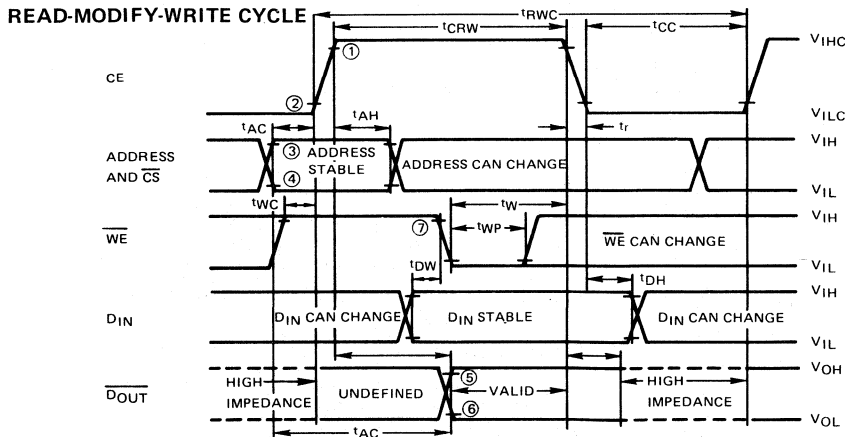 READ-MODIFY-WRITE CYCLE
tRWC
tCRW
tCC
CE
①
②
VIHC
VILC
tAC
tAH
tr
ADDRESS
AND CS
③ ADDRESS
④ STABLE
ADDRESS CAN CHANGE
VIH
VIL
tWC
tW
WE
⑦
tWP
WE CAN CHANGE
VIH
VIL
tDW
tDH
DIN
DIN CAN CHANGE
DIN STABLE
DIN CAN CHANGE
VIH
VIL
DOUT
HIGH
IMPEDANCE
UNDEFINED
⑤
VALID
⑥
HIGH
IMPEDANCE
VOH
VOL
tAC